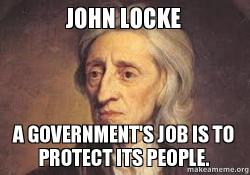 JOHN LOCKE
A GOVERNMENT'S JOB IS TO
PROTECT ITS PEOPLE.
makeameme.org